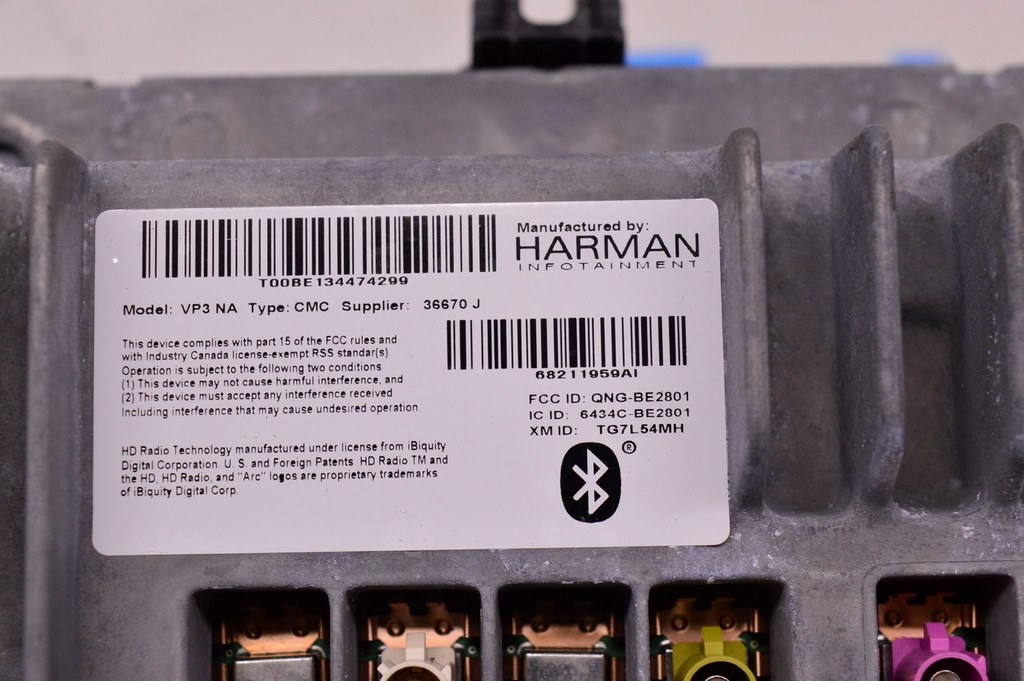 T00BE134474299
Manufactured by:
HARMAN
INFOTAINMENT
Model: VP3 NA Type: CMC Supplier: 36670 J
68211959AI
This device complies with part 15 of the FCC rules and
with Industry Canada license-exempt RSS standar(s).
Operation is subject to the following two conditions
(1) This device may not cause harmful interference, and
(2) This device must accept any interference received
Including interference that may cause undesired operation
FCC ID: QNG-BE2801
IC ID: 6434C-BE2801
XM ID: TG7L54MH
HD Radio Technology manufactured under license from iBiquity
Digital Corporation. U. S. and Foreign Patents. HD Radio TM and
the HD, HD Radio, and "Arc" logos are proprietary trademarks
of iBiquity Digital Corp.
®